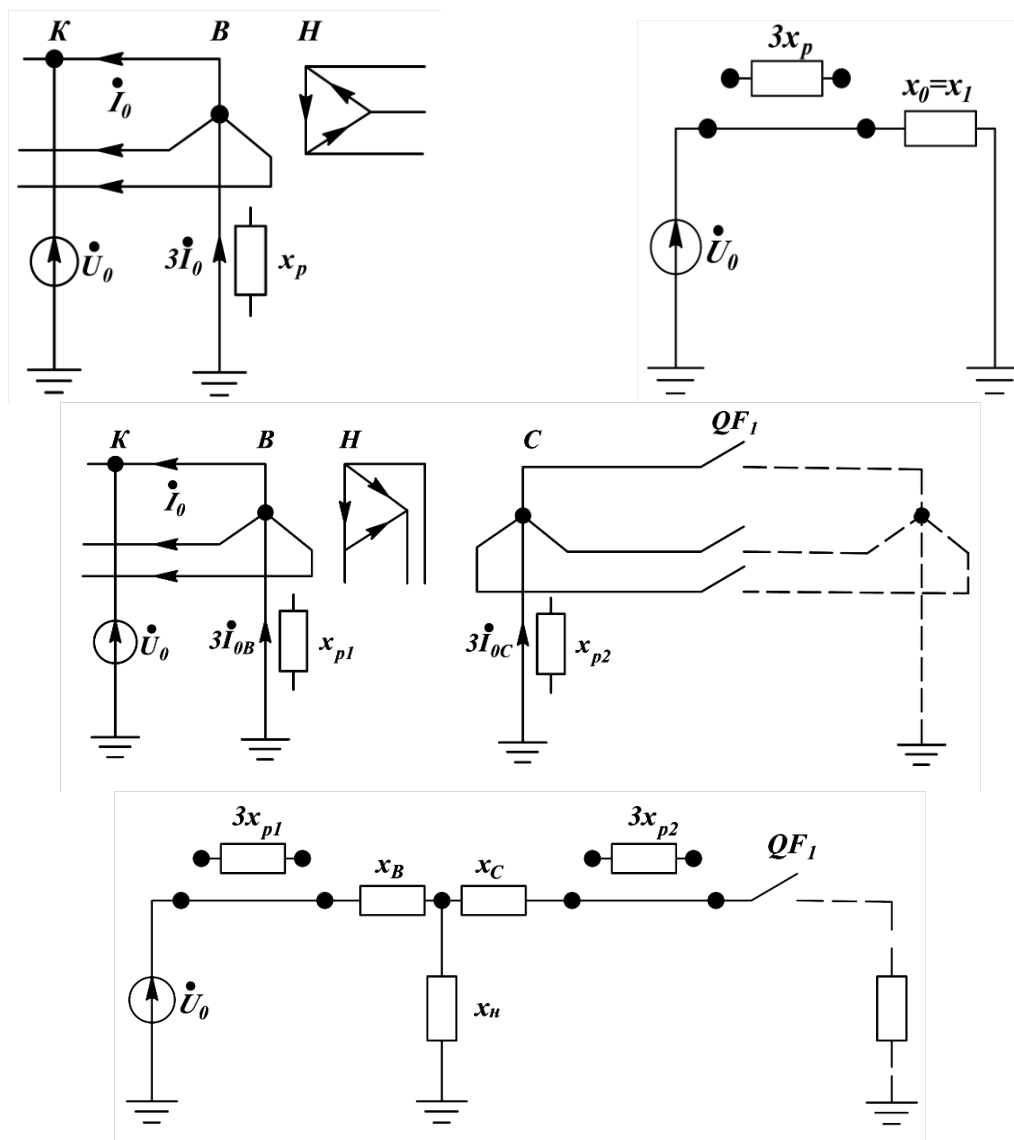 К В Н
İ₀
U̇₀
3İ₀
xₚ
3xₚ
x₀=x₁
U̇₀
К В Н С QF₁
İ₀
U̇₀
3İ₀B
xₚ₁
3İ₀C
xₚ₂
3xₚ₁ 3xₚ₂ QF₁
xB xC
U̇₀
xн